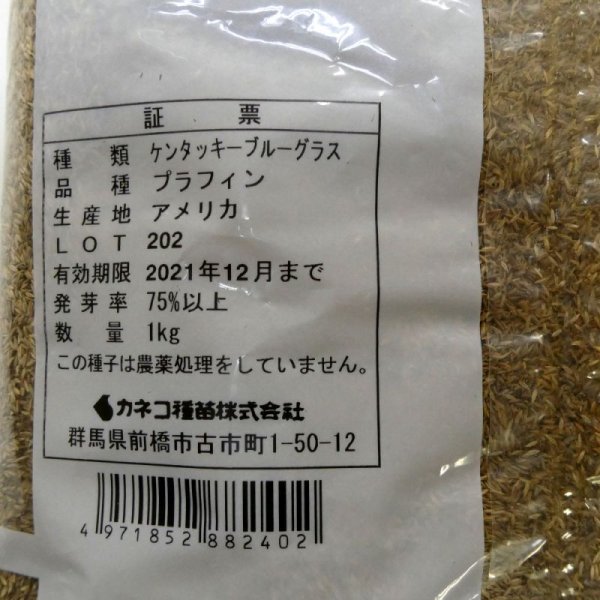 証 票
種 類 ケンタッキーブルーグラス
品 種 プラフィン
生産地 アメリカ
LOT 202
有効期限 2021年12月まで
発芽率 75%以上
数 量 1kg
この種子は農薬処理をしていません。
カネコ種苗株式会社
群馬県前橋市古市町1-50-12
4 971852 882402